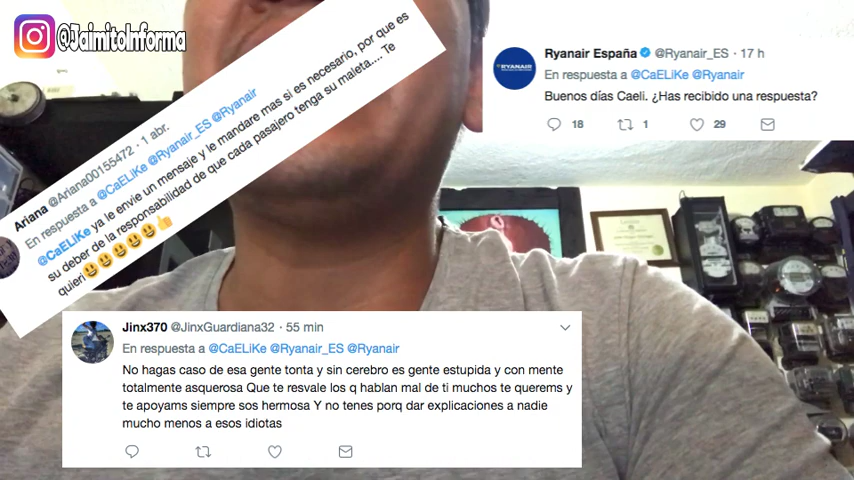 @JaimitoInforma
Ariana @Ariana00155472 · 1 abr.
En respuesta a @CaELiKe @Ryanair_ES @Ryanair
@CaELiKe ya le envie un mensaje y le mandare mas si es necesario, por que es
su deber de la responsabilidad de que cada pasajero tenga su maleta.... Te
quieri😃😃😃😃😃👍
RYANAIR
Ryanair España @Ryanair_ES · 17 h
En respuesta a @CaELiKe @Ryanair
Buenos días Caeli. ¿Has recibido una respuesta?
18 1 29
Jinx370 @JinxGuardiana32 · 55 min
En respuesta a @CaELiKe @Ryanair_ES @Ryanair
No hagas caso de esa gente tonta y sin cerebro es gente estupida y con mente
totalmente asquerosa Que te resvale los q hablan mal de ti muchos te querems y
te apoyams siempre sos hermosa Y no tenes porq dar explicaciones a nadie
mucho menos a esos idiotas